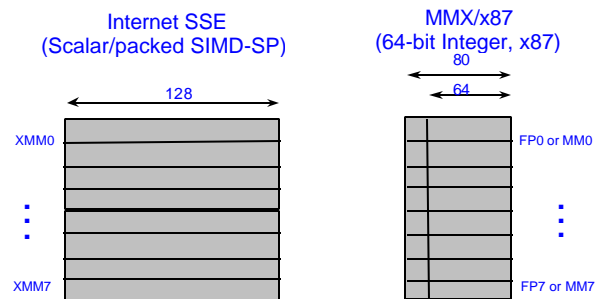 Internet SSE
(Scalar/packed SIMD-SP)
128
XMM0
XMM7
MMX/x87
(64-bit Integer, x87)
80
64
FP0 or MM0
FP7 or MM7